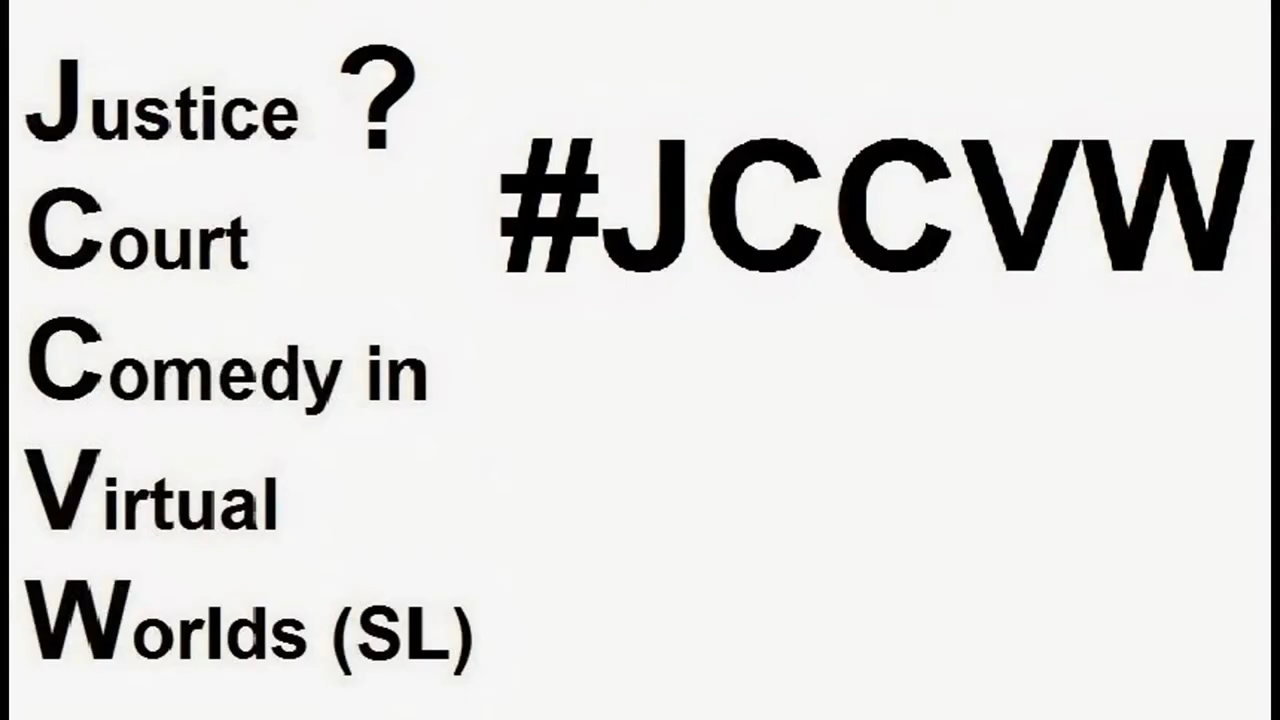 Justice ?
#JCCVW
Court
Comedy in
Virtual
Worlds (SL)